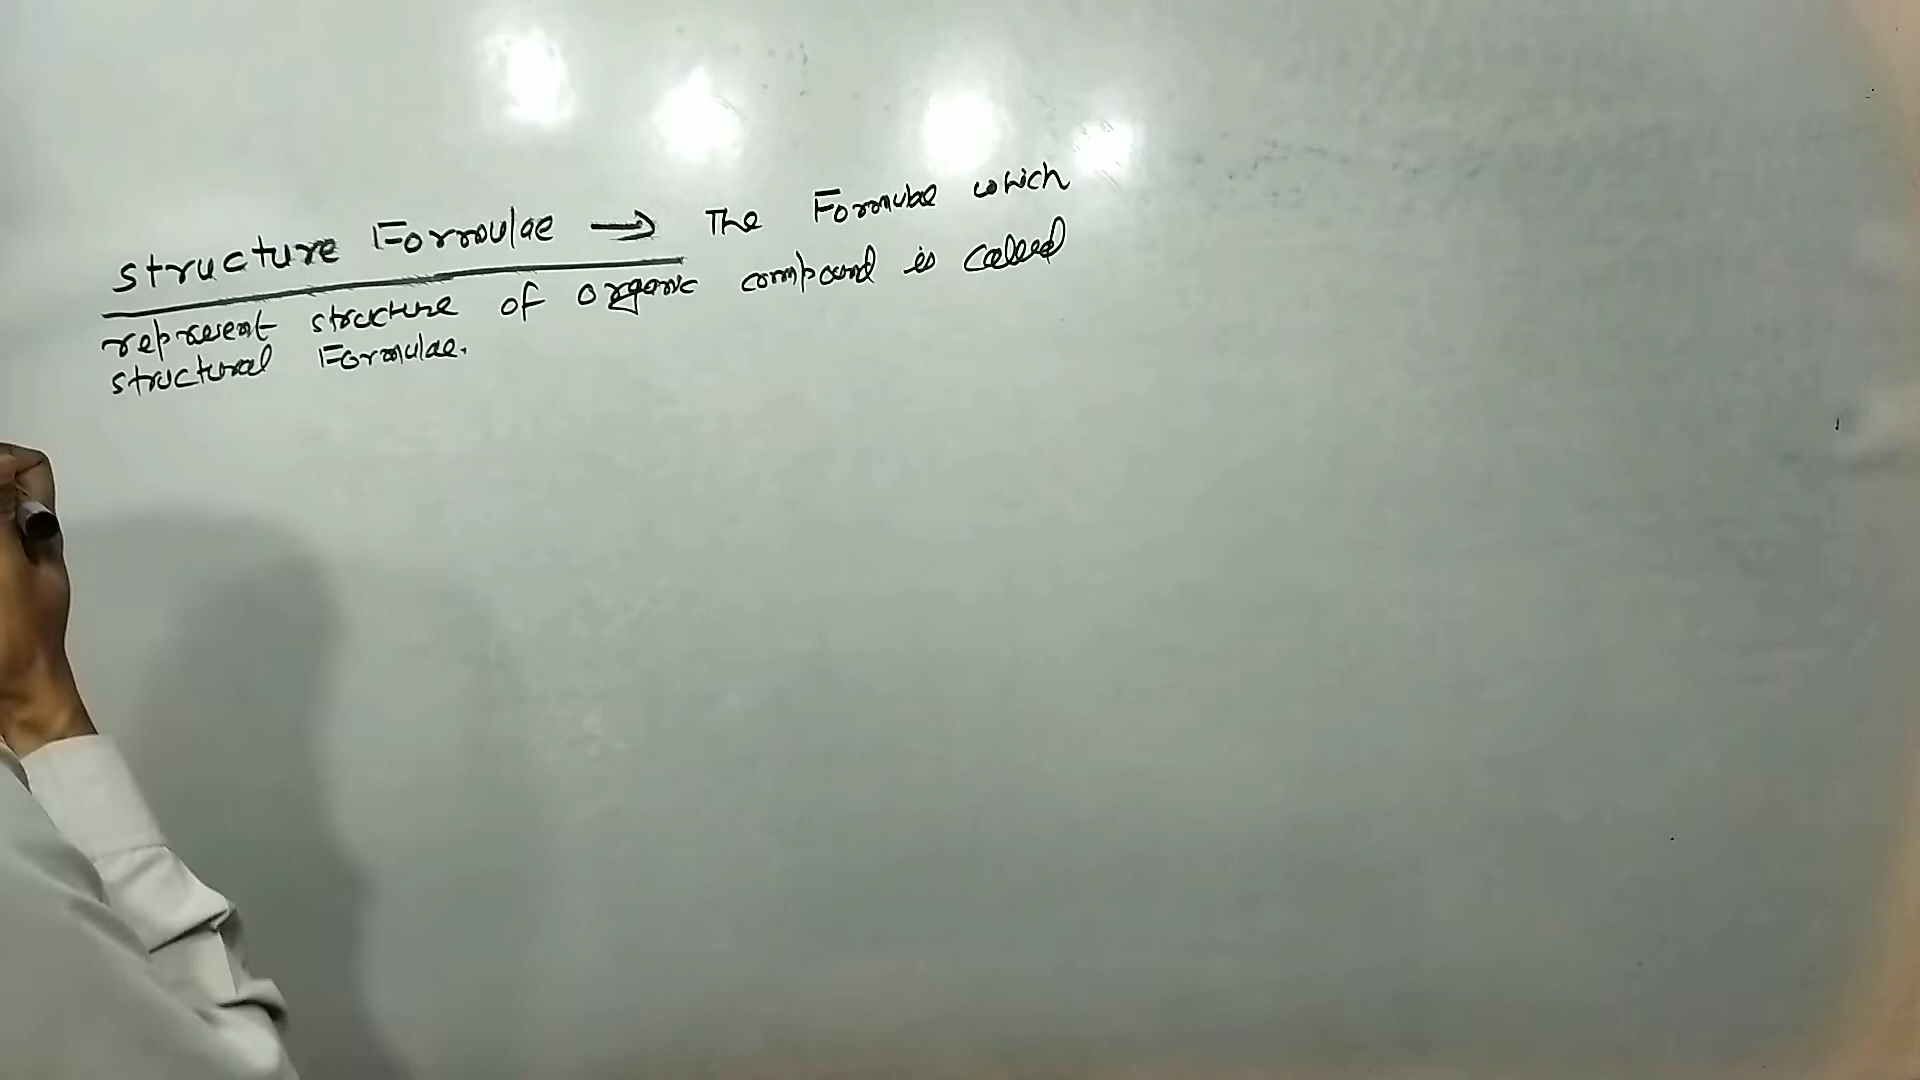 Structure Formulae → The Formulae which
represent structure of organic compound is called
structural Formulae.